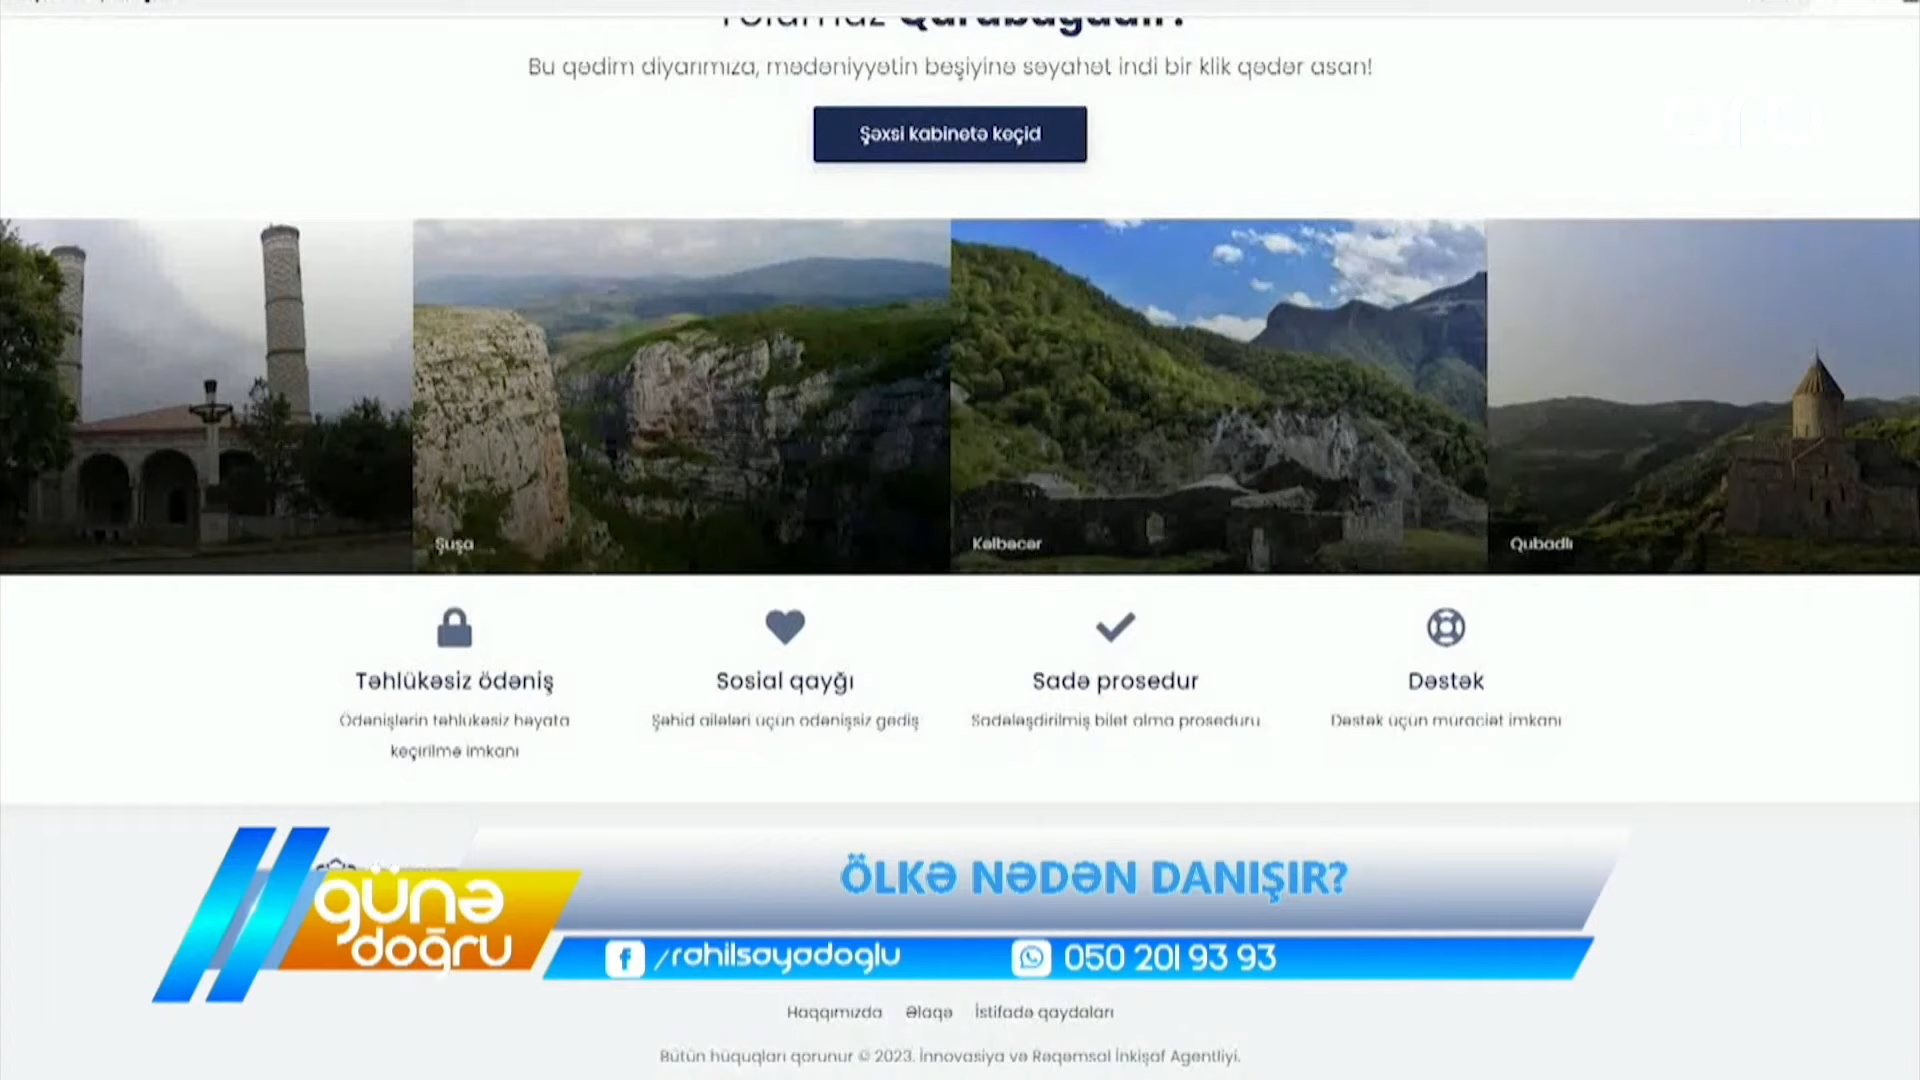 Yolumuz Qarabağadır!
Bu qədim diyarımıza, mədəniyyətin beşiyinə səyahət indi bir klik qədər asan!
Şəxsi kabinetə keçid
arb
Şuşa
Kəlbəcər
Qubadlı
Təhlükəsiz ödəniş
Ödənişlərin təhlükəsiz həyata
keçirilmə imkanı
Sosial qayğı
Şəhid ailələri üçün ödənişsiz gediş
Sadə prosedur
Sadələşdirilmiş bilet alma proseduru
Dəstək
Dəstək üçün müraciət imkanı
günə
doğru
ÖLKƏ NƏDƏN DANIŞIR?
/rahilsayadoglu
050 201 93 93
Haqqımızda Əlaqə İstifadə qaydaları
Bütün hüquqları qorunur © 2023. İnnovasiya və Rəqəmsal İnkişaf Agentliyi.